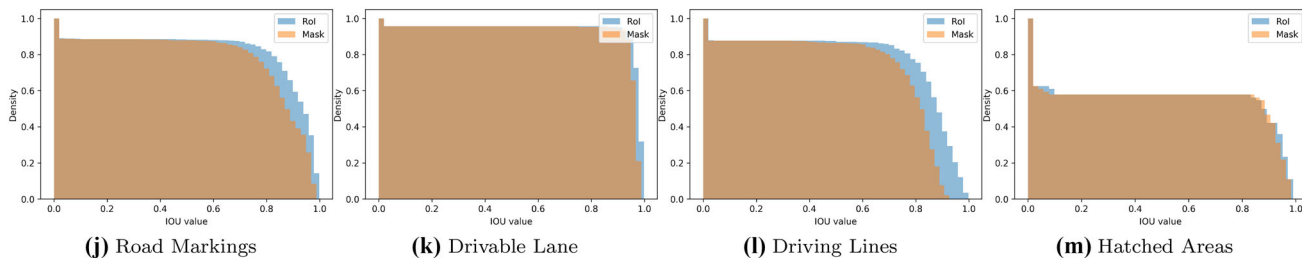 RoI
Mask
1.0
0.8
0.6
0.4
0.2
0.0
Density
0.0 0.2 0.4 0.6 0.8 1.0
IOU value
(j) Road Markings
RoI
Mask
1.0
0.8
0.6
0.4
0.2
0.0
Density
0.0 0.2 0.4 0.6 0.8 1.0
IOU value
(k) Drivable Lane
RoI
Mask
1.0
0.8
0.6
0.4
0.2
0.0
Density
0.0 0.2 0.4 0.6 0.8 1.0
IOU value
(l) Driving Lines
RoI
Mask
1.0
0.8
0.6
0.4
0.2
0.0
Density
0.0 0.2 0.4 0.6 0.8 1.0
IOU value
(m) Hatched Areas